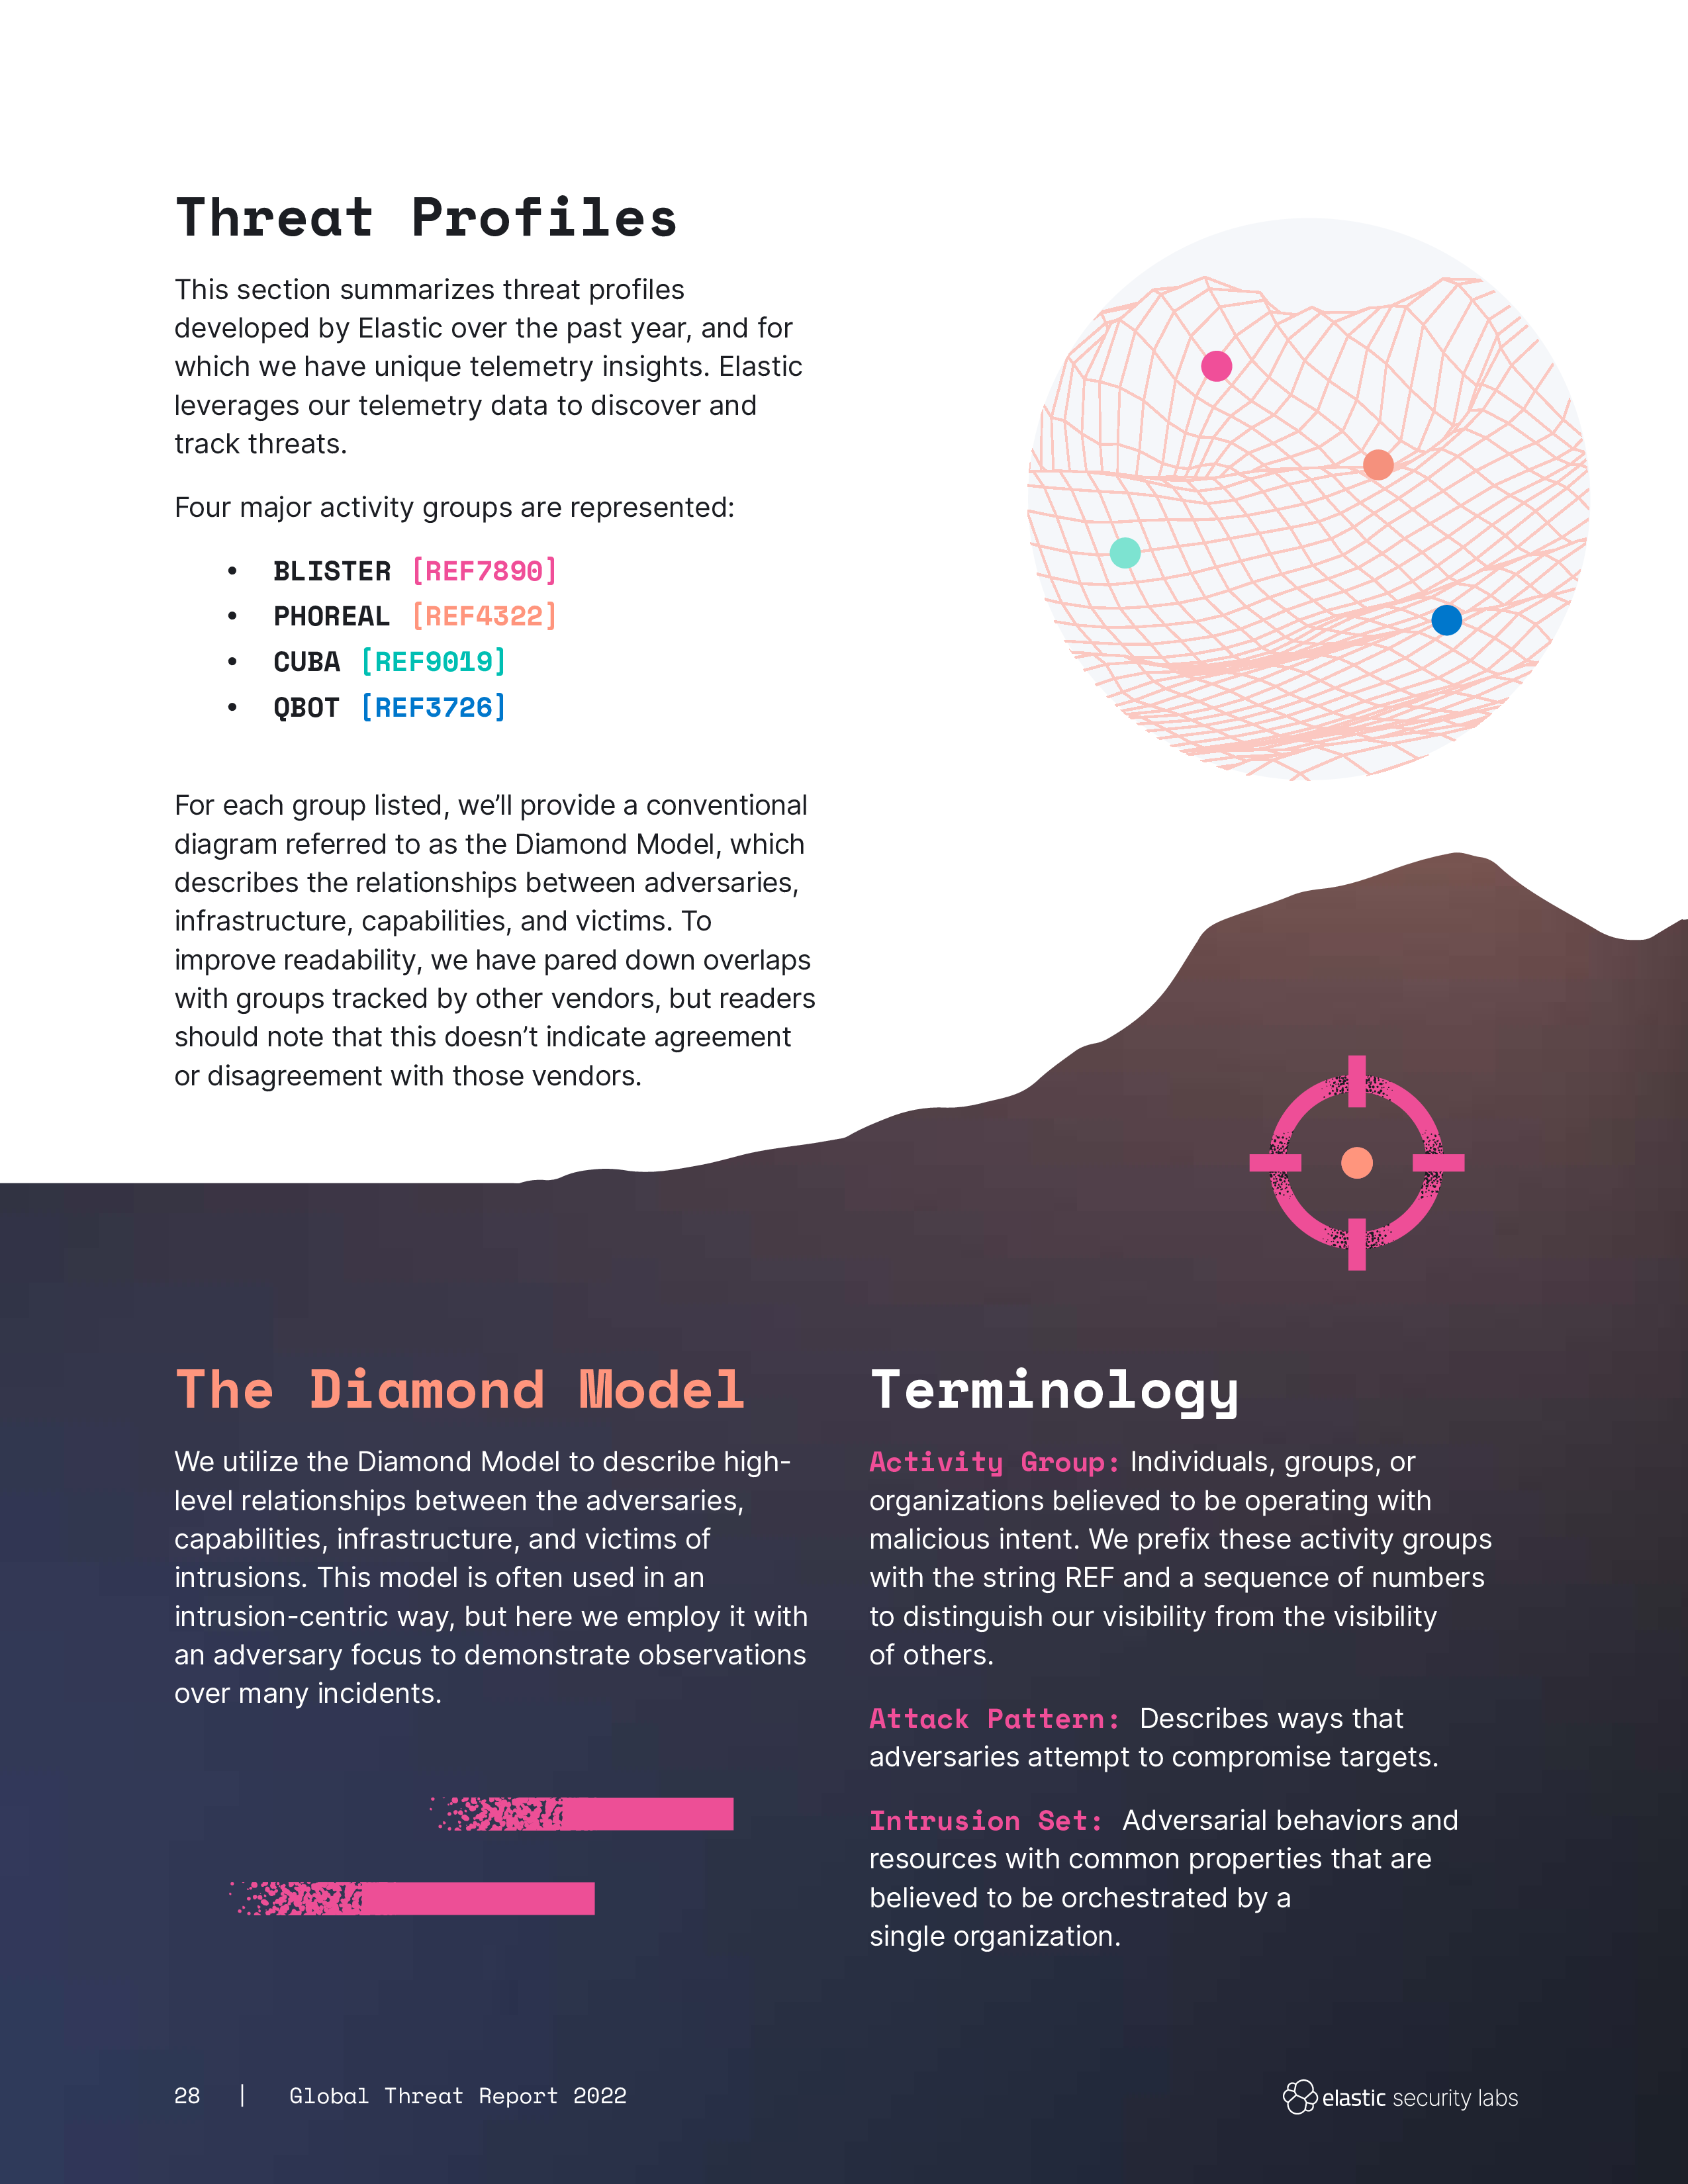 Threat Profiles
This section summarizes threat profiles
developed by Elastic over the past year, and for
which we have unique telemetry insights. Elastic
leverages our telemetry data to discover and
track threats.
Four major activity groups are represented:
• BLISTER [REF7890]
• PHOREAL [REF4322]
• CUBA [REF9019]
• QBOT [REF3726]
For each group listed, we’ll provide a conventional
diagram referred to as the Diamond Model, which
describes the relationships between adversaries,
infrastructure, capabilities, and victims. To
improve readability, we have pared down overlaps
with groups tracked by other vendors, but readers
should note that this doesn’t indicate agreement
or disagreement with those vendors.
The Diamond Model
We utilize the Diamond Model to describe high-
level relationships between the adversaries,
capabilities, infrastructure, and victims of
intrusions. This model is often used in an
intrusion-centric way, but here we employ it with
an adversary focus to demonstrate observations
over many incidents.
Terminology
Activity Group: Individuals, groups, or
organizations believed to be operating with
malicious intent. We prefix these activity groups
with the string REF and a sequence of numbers
to distinguish our visibility from the visibility
of others.
Attack Pattern: Describes ways that
adversaries attempt to compromise targets.
Intrusion Set: Adversarial behaviors and
resources with common properties that are
believed to be orchestrated by a
single organization.
28 | Global Threat Report 2022
elastic security labs